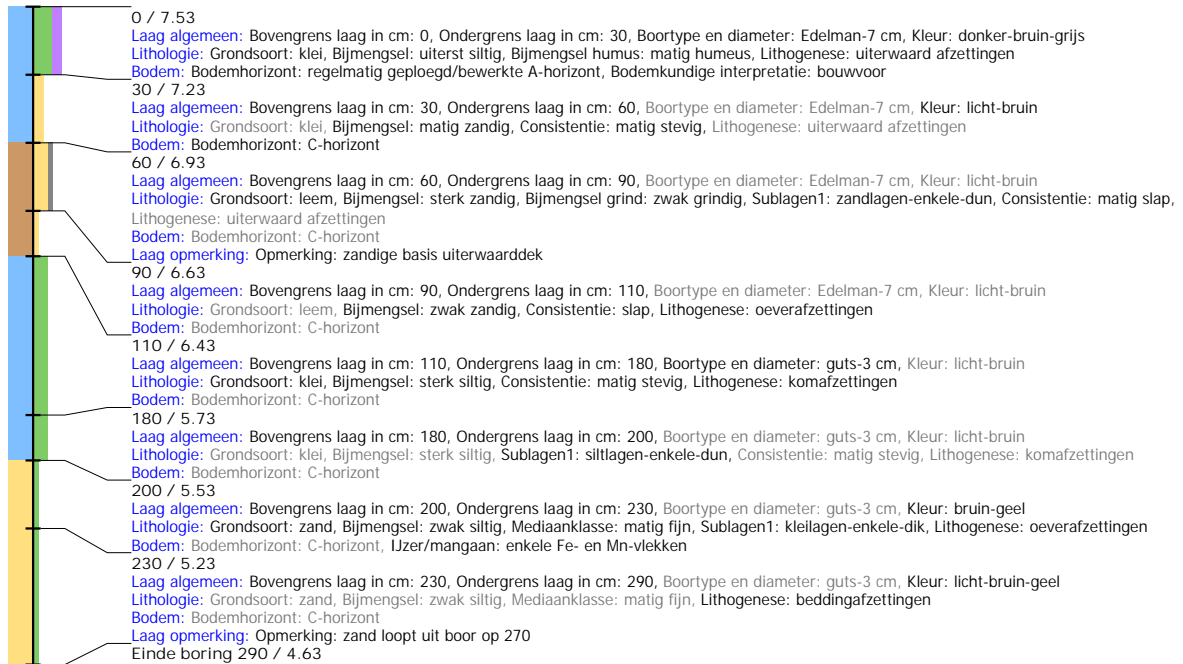 0 / 7.53
Laag algemeen: Bovengrens laag in cm: 0, Ondergrens laag in cm: 30, Boortype en diameter: Edelman-7 cm, Kleur: donker-bruin-grijs
Lithologie: Grondsoort: klei, Bijmengsel: uiterst siltig, Bijmengsel humus: matig humeus, Lithogenese: uiterwaard afzettingen
Bodem: Bodemhorizont: regelmatig geploegd/bewerkte A-horizont, Bodemkundige interpretatie: bouwvoor
30 / 7.23
Laag algemeen: Bovengrens laag in cm: 30, Ondergrens laag in cm: 60, Boortype en diameter: Edelman-7 cm, Kleur: licht-bruin
Lithologie: Grondsoort: klei, Bijmengsel: matig zandig, Consistentie: matig stevig, Lithogenese: uiterwaard afzettingen
Bodem: Bodemhorizont: C-horizont
60 / 6.93
Laag algemeen: Bovengrens laag in cm: 60, Ondergrens laag in cm: 90, Boortype en diameter: Edelman-7 cm, Kleur: licht-bruin
Lithologie: Grondsoort: leem, Bijmengsel: sterk zandig, Bijmengsel grind: zwak grindig, Sublagen1: zandlagen-enkele-dun, Consistentie: matig slap,
Lithogenese: uiterwaard afzettingen
Bodem: Bodemhorizont: C-horizont
Laag opmerking: Opmerking: zandige basis uiterwaarddek
90 / 6.63
Laag algemeen: Bovengrens laag in cm: 90, Ondergrens laag in cm: 110, Boortype en diameter: Edelman-7 cm, Kleur: licht-bruin
Lithologie: Grondsoort: leem, Bijmengsel: zwak zandig, Consistentie: slap, Lithogenese: oeverafzettingen
Bodem: Bodemhorizont: C-horizont
110 / 6.43
Laag algemeen: Bovengrens laag in cm: 110, Ondergrens laag in cm: 180, Boortype en diameter: guts-3 cm, Kleur: licht-bruin
Lithologie: Grondsoort: klei, Bijmengsel: sterk siltig, Consistentie: matig stevig, Lithogenese: komafzettingen
Bodem: Bodemhorizont: C-horizont
180 / 5.73
Laag algemeen: Bovengrens laag in cm: 180, Ondergrens laag in cm: 200, Boortype en diameter: guts-3 cm, Kleur: licht-bruin
Lithologie: Grondsoort: klei, Bijmengsel: sterk siltig, Sublagen1: siltlagen-enkele-dun, Consistentie: matig stevig, Lithogenese: komafzettingen
Bodem: Bodemhorizont: C-horizont
200 / 5.53
Laag algemeen: Bovengrens laag in cm: 200, Ondergrens laag in cm: 230, Boortype en diameter: guts-3 cm, Kleur: bruin-geel
Lithologie: Grondsoort: zand, Bijmengsel: zwak siltig, Mediaanklasse: matig fijn, Sublagen1: kleilagen-enkele-dik, Lithogenese: oeverafzettingen
Bodem: Bodemhorizont: C-horizont, IJzer/mangaan: enkele Fe- en Mn-vlekken
230 / 5.23
Laag algemeen: Bovengrens laag in cm: 230, Ondergrens laag in cm: 290, Boortype en diameter: guts-3 cm, Kleur: licht-bruin-geel
Lithologie: Grondsoort: zand, Bijmengsel: zwak siltig, Mediaanklasse: matig fijn, Lithogenese: beddingafzettingen
Bodem: Bodemhorizont: C-horizont
Laag opmerking: Opmerking: zand loopt uit boor op 270
Einde boring 290 / 4.63